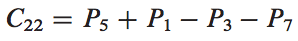 C₂₂ = P₅ + P₁ − P₃ − P₇